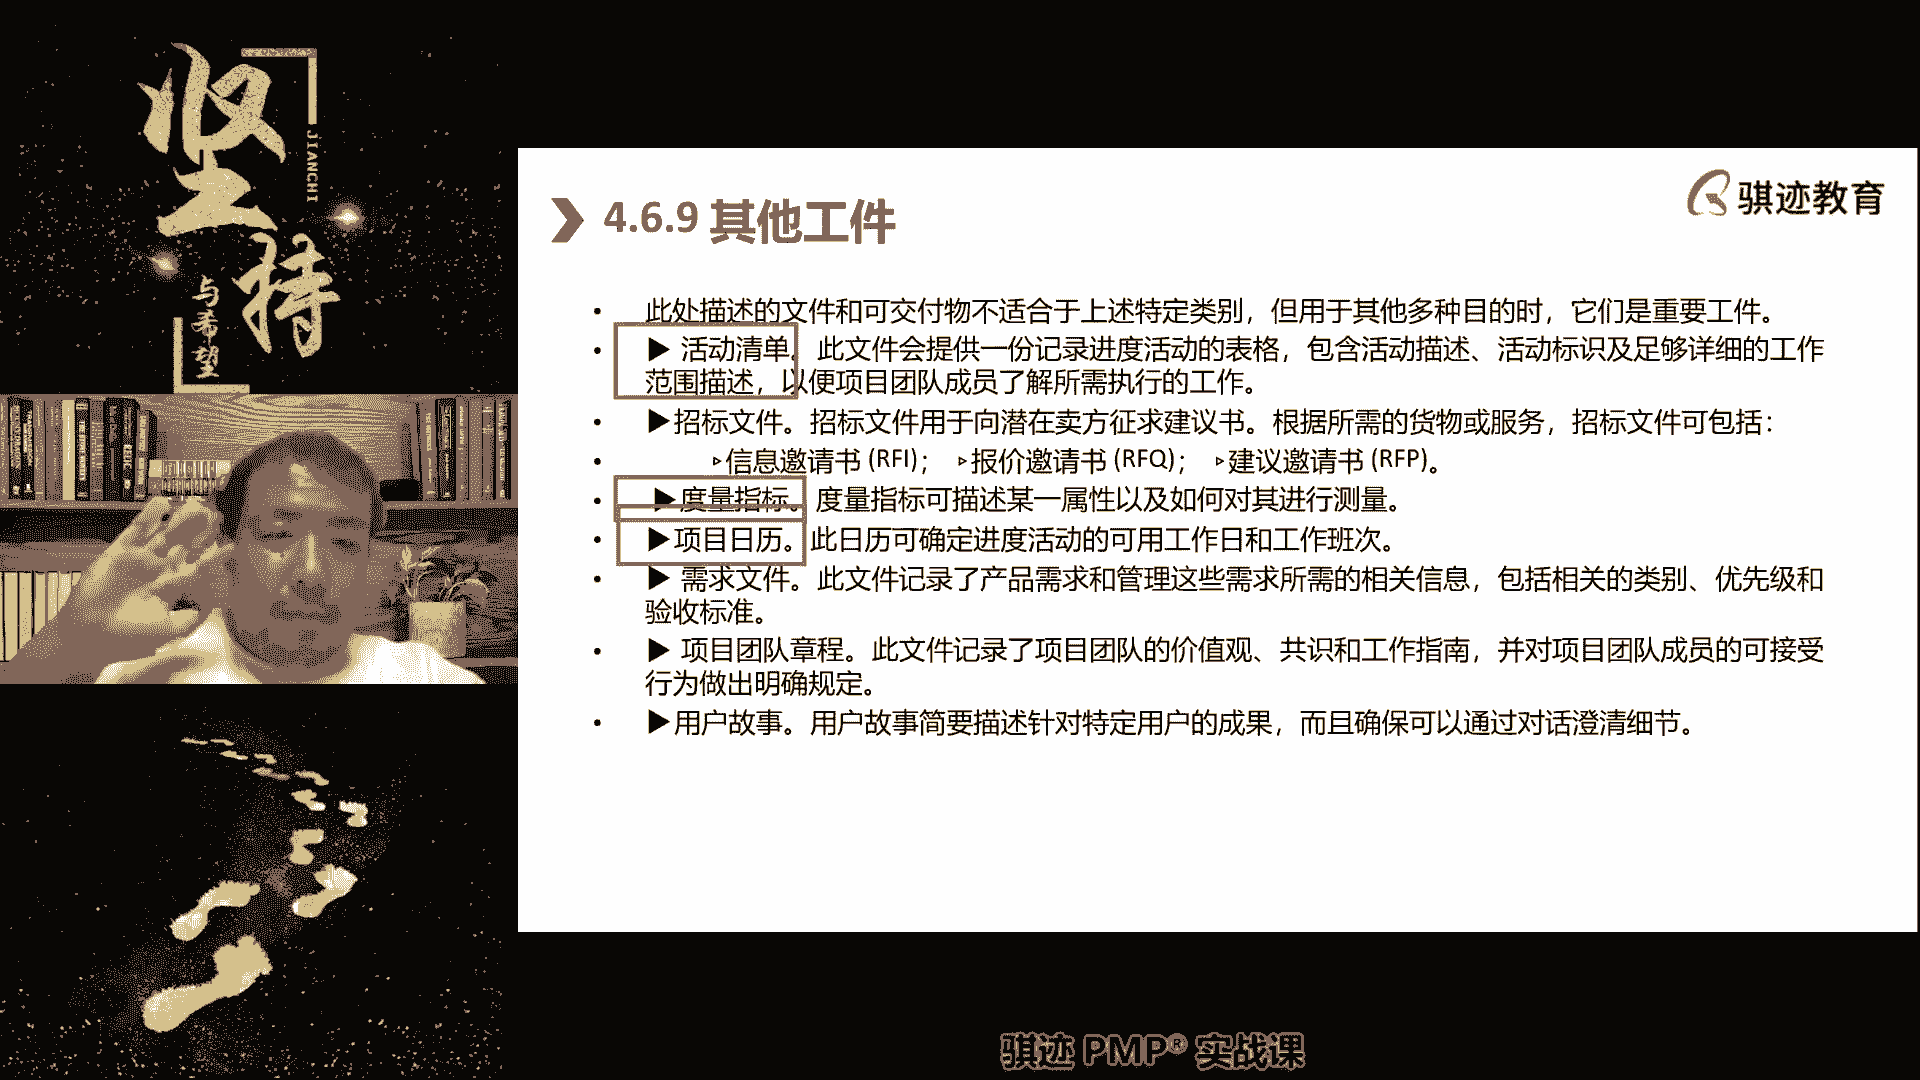 坚持
JIANCHI
与希望
骐迹教育
4.6.9 其他工件
• 此处描述的文件和可交付物不适合于上述特定类别，但用于其他多种目的时，它们是重要工件。
• ▶ 活动清单。此文件会提供一份记录进度活动的表格，包含活动描述、活动标识及足够详细的工作
范围描述，以便项目团队成员了解所需执行的工作。
• ▶招标文件。招标文件用于向潜在卖方征求建议书。根据所需的货物或服务，招标文件可包括：
• ▹信息邀请书 (RFI)； ▹报价邀请书 (RFQ)； ▹建议邀请书 (RFP)。
• ▶度量指标。度量指标可描述某一属性以及如何对其进行测量。
• ▶项目日历。此日历可确定进度活动的可用工作日和工作班次。
• ▶ 需求文件。此文件记录了产品需求和管理这些需求所需的相关信息，包括相关的类别、优先级和
验收标准。
• ▶ 项目团队章程。此文件记录了项目团队的价值观、共识和工作指南，并对项目团队成员的可接受
行为做出明确规定。
• ▶用户故事。用户故事简要描述针对特定用户的成果，而且确保可以通过对话澄清细节。
骐迹 PMP® 实战课